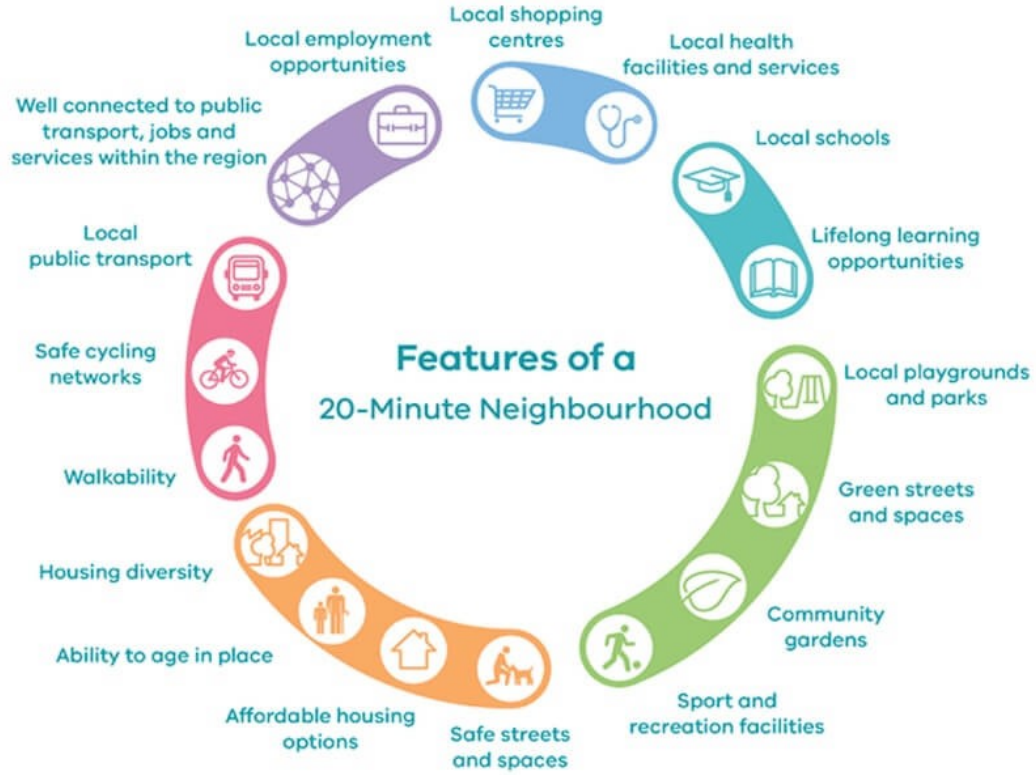 Local shopping
centres
Local health
facilities and services
Local schools
Lifelong learning
opportunities
Local playgrounds
and parks
Green streets
and spaces
Community
gardens
Sport and
recreation facilities
Safe streets
and spaces
Affordable housing
options
Ability to age in place
Housing diversity
Walkability
Safe cycling
networks
Local
public transport
Well connected to public
transport, jobs and
services within the region
Local employment
opportunities
Features of a
20-Minute Neighbourhood